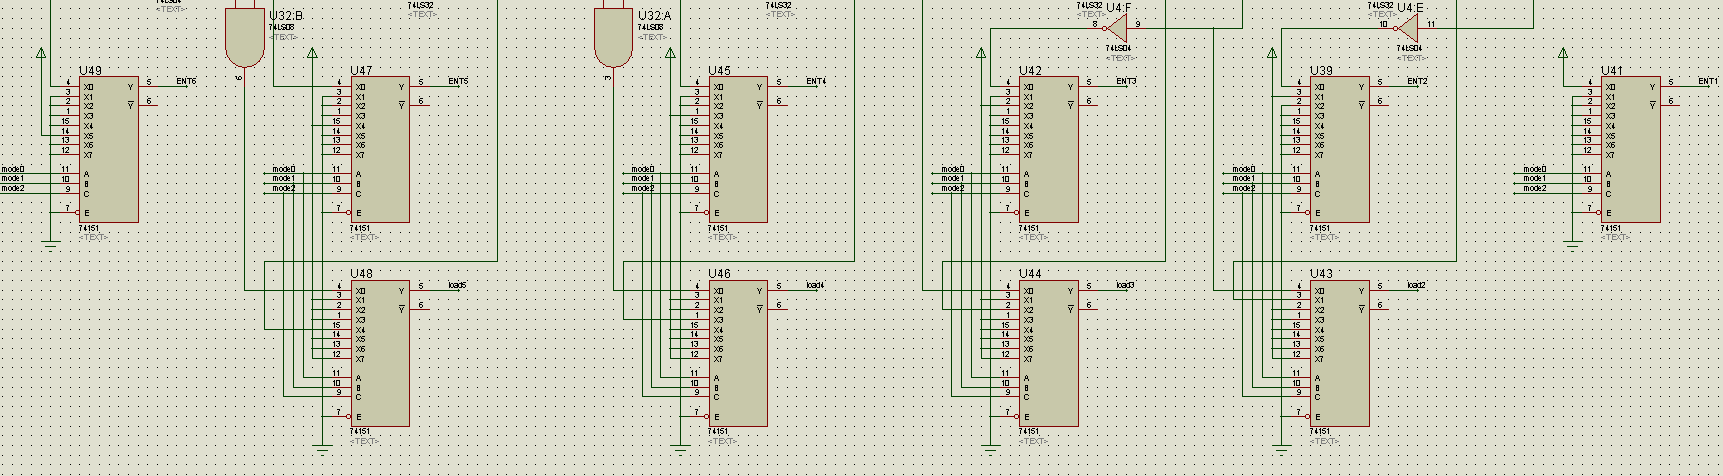 <TEXT>
U32:B
74LS08
<TEXT>
6
74LS32
<TEXT>
U32:A
74LS08
<TEXT>
3
74LS32
<TEXT>
74LS32
<TEXT>
U4:F
8
9
74LS04
<TEXT>
74LS32
<TEXT>
U4:E
10
11
74LS04
<TEXT>
U49
4 X0 Y 5 ENT6
3 X1
2 X2 Y 6
1 X3
15 X4
14 X5
13 X6
12 X7
mode0 11 A
mode1 10 B
mode2 9 C
7 E
74151
<TEXT>
U47
4 X0 Y 5 ENT5
3 X1
2 X2 Y 6
1 X3
15 X4
14 X5
13 X6
12 X7
mode0 11 A
mode1 10 B
mode2 9 C
7 E
74151
<TEXT>
U45
4 X0 Y 5 ENT4
3 X1
2 X2 Y 6
1 X3
15 X4
14 X5
13 X6
12 X7
mode0 11 A
mode1 10 B
mode2 9 C
7 E
74151
<TEXT>
U42
4 X0 Y 5 ENT3
3 X1
2 X2 Y 6
1 X3
15 X4
14 X5
13 X6
12 X7
mode0 11 A
mode1 10 B
mode2 9 C
7 E
74151
<TEXT>
U39
4 X0 Y 5 ENT2
3 X1
2 X2 Y 6
1 X3
15 X4
14 X5
13 X6
12 X7
mode0 11 A
mode1 10 B
mode2 9 C
7 E
74151
<TEXT>
U41
4 X0 Y 5 ENT1
3 X1
2 X2 Y 6
1 X3
15 X4
14 X5
13 X6
12 X7
mode0 11 A
mode1 10 B
mode2 9 C
7 E
74151
<TEXT>
U48
4 X0 Y 5 load5
3 X1
2 X2 Y 6
1 X3
15 X4
14 X5
13 X6
12 X7
11 A
10 B
9 C
7 E
74151
<TEXT>
U46
4 X0 Y 5 load4
3 X1
2 X2 Y 6
1 X3
15 X4
14 X5
13 X6
12 X7
11 A
10 B
9 C
7 E
74151
<TEXT>
U44
4 X0 Y 5 load3
3 X1
2 X2 Y 6
1 X3
15 X4
14 X5
13 X6
12 X7
11 A
10 B
9 C
7 E
74151
<TEXT>
U43
4 X0 Y 5 load2
3 X1
2 X2 Y 6
1 X3
15 X4
14 X5
13 X6
12 X7
11 A
10 B
9 C
7 E
74151
<TEXT>